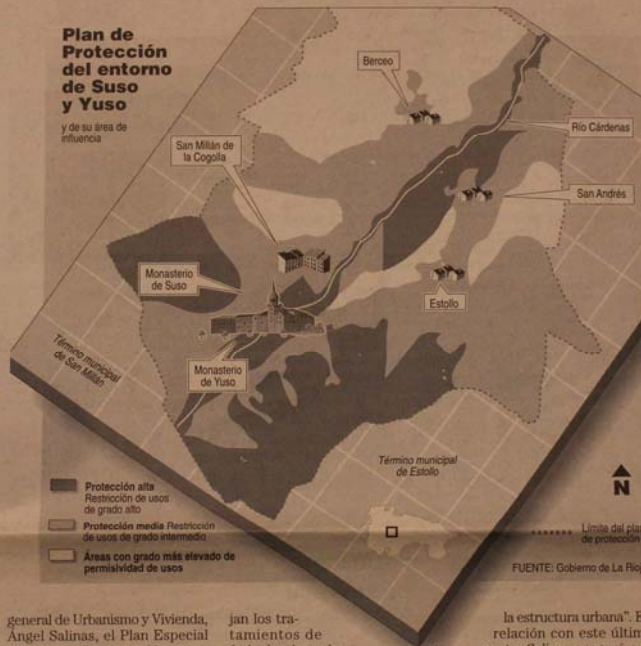 Plan de
Protección
del entorno
de Suso
y Yuso
y de su área de
influencia
Berceo
San Millán de
la Cogolla
Río Cárdenas
San Andrés
Monasterio
de Suso
Estollo
Monasterio
de Yuso
Término municipal
de San Millán
Término municipal
de Estollo
Protección alta
Restricción de usos
de grado alto
Protección media Restricción
de usos de grado intermedio
Áreas con grado más elevado de
permisividad de usos
N
Límite del plan
de protección
FUENTE: Gobierno de La Rioja
general de Urbanismo y Vivienda,
Ángel Salinas, el Plan Especial
jan los tra-
tamientos de
la estructura urbana". E
relación con este últim